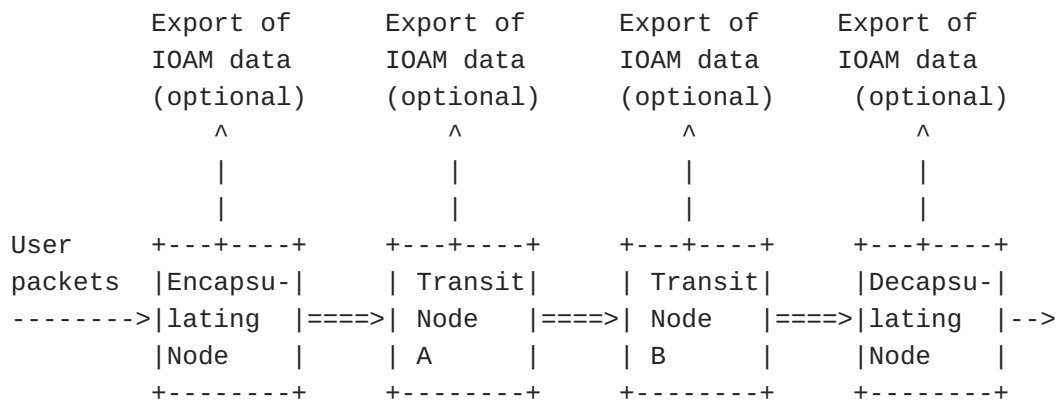 Export of Export of Export of Export of
IOAM data IOAM data IOAM data IOAM data
(optional) (optional) (optional) (optional)
User
packets |Encapsu-| | Transit| | Transit| |Decapsu-|
-------->|lating |====>| Node |====>| Node |====>|lating |-->
|Node | | A | | B | |Node |